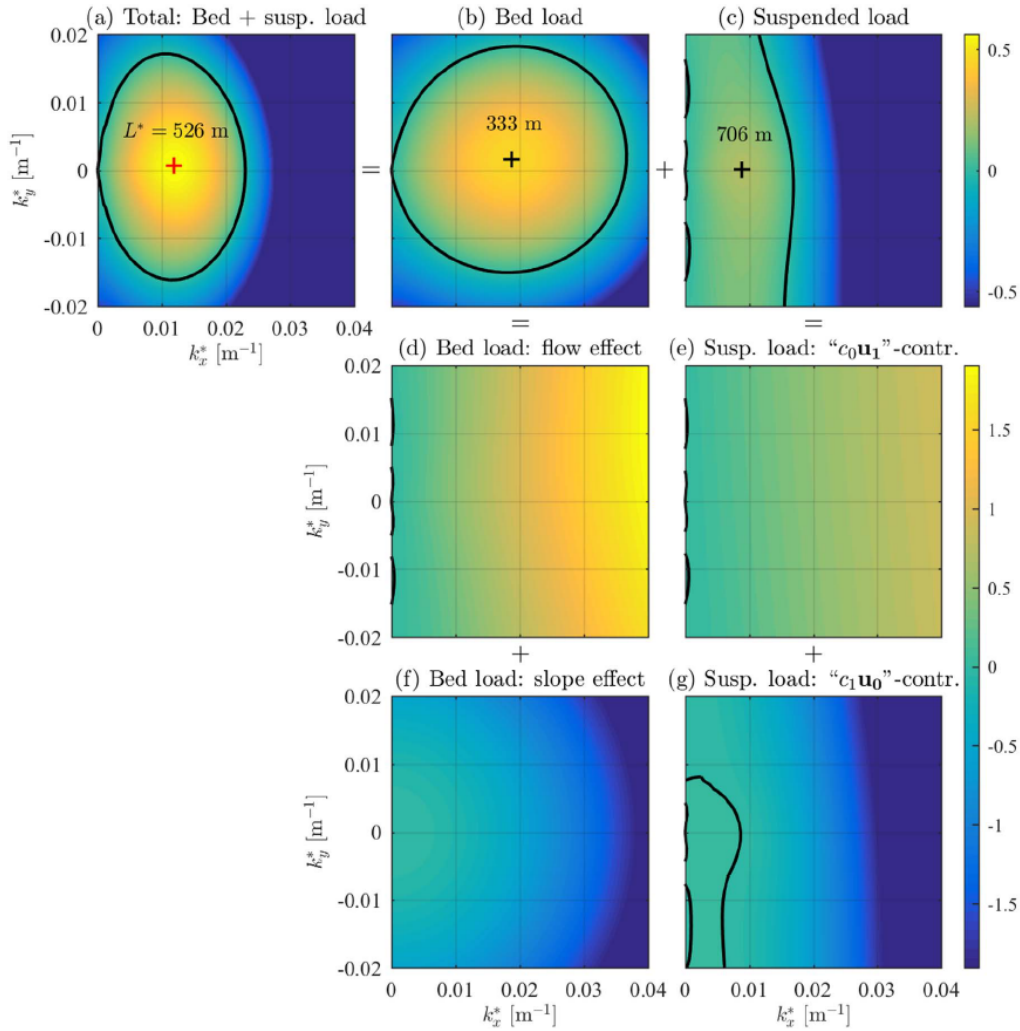 (a) Total: Bed + susp. load
(b) Bed load
(c) Suspended load
0.02
0.01
0
-0.01
-0.02
k*y [m−1]
L* = 526 m
333 m
706 m
=
+
0.5
0
-0.5
0 0.01 0.02 0.03 0.04
k*x [m−1]
=
=
(d) Bed load: flow effect
(e) Susp. load: “c0u1”-contr.
0.02
0.01
0
-0.01
-0.02
k*y [m−1]
+
+
(f) Bed load: slope effect
(g) Susp. load: “c1u0”-contr.
0.02
0.01
0
-0.01
-0.02
k*y [m−1]
0 0.01 0.02 0.03 0.04
k*x [m−1]
0 0.01 0.02 0.03 0.04
k*x [m−1]
1.5
1
0.5
0
-0.5
-1
-1.5